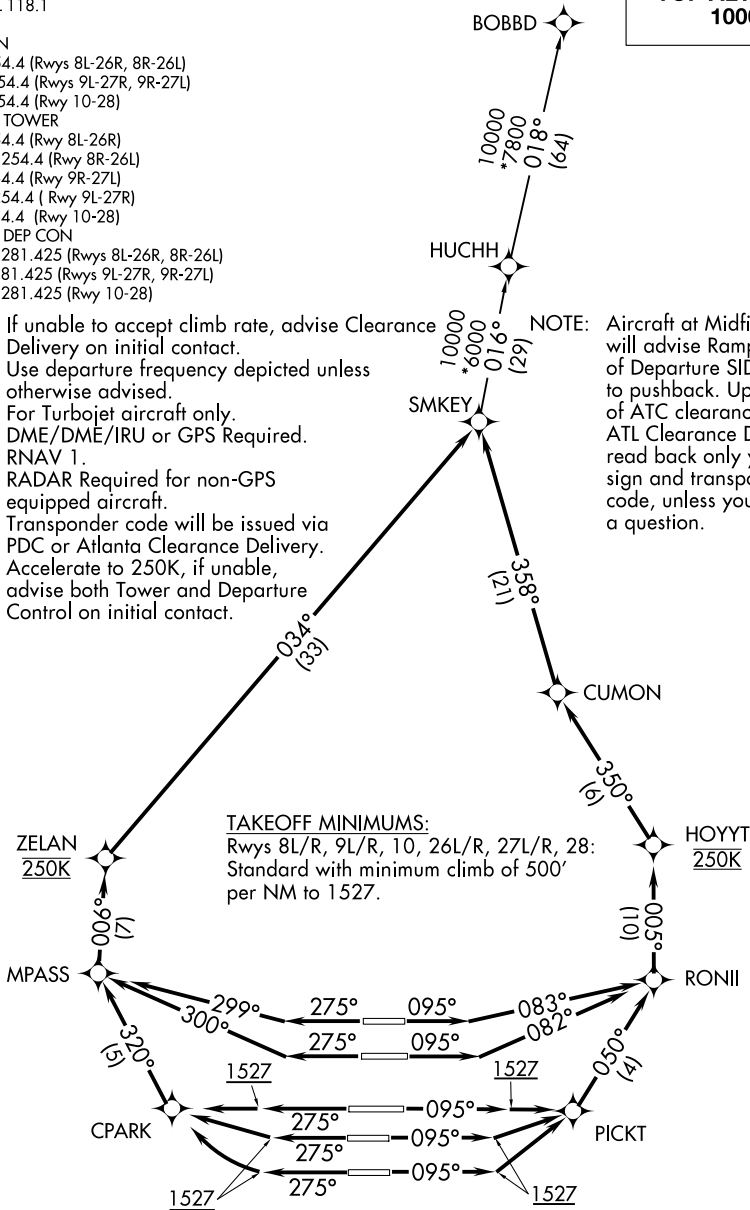 118.1
54.4 (Rwys 8L-26R, 8R-26L)
54.4 (Rwys 9L-27R, 9R-27L)
54.4 (Rwy 10-28)
TOWER
4.4 (Rwy 8L-26R)
254.4 (Rwy 8R-26L)
4.4 (Rwy 9R-27L)
54.4 ( Rwy 9L-27R)
4.4 (Rwy 10-28)
DEP CON
281.425 (Rwys 8L-26R, 8R-26L)
81.425 (Rwys 9L-27R, 9R-27L)
281.425 (Rwy 10-28)
1000
BOBBD
10000
*7800
018°
(64)
HUCHH
10000
*6000
016°
(29)
SMKEY
If unable to accept climb rate, advise Clearance
Delivery on initial contact.
Use departure frequency depicted unless
otherwise advised.
For Turbojet aircraft only.
DME/DME/IRU or GPS Required.
RNAV 1.
RADAR Required for non-GPS
equipped aircraft.
Transponder code will be issued via
PDC or Atlanta Clearance Delivery.
Accelerate to 250K, if unable,
advise both Tower and Departure
Control on initial contact.
NOTE: Aircraft at Midfi
will advise Ramp
of Departure SID
to pushback. Up
of ATC clearanc
ATL Clearance D
read back only y
sign and transpo
code, unless you
a question.
034°
(33)
358°
(21)
CUMON
350°
(6)
ZELAN
250K
TAKEOFF MINIMUMS:
Rwys 8L/R, 9L/R, 10, 26L/R, 27L/R, 28:
Standard with minimum climb of 500'
per NM to 1527.
HOYYT
250K
006°
(7)
005°
(10)
MPASS
RONII
299°
275°
095°
083°
300°
275°
095°
082°
320°
(5)
050°
(4)
1527
1527
CPARK
275°
095°
PICKT
275°
095°
275°
095°
1527
1527